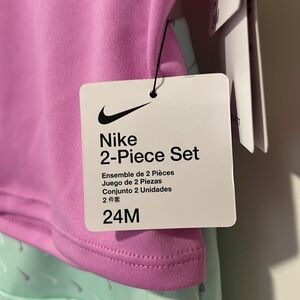 Nike
2-Piece Set
Ensemble de 2 Pièces
Juego de 2 Piezas
Conjunto 2 Unidades
2 件套
24M